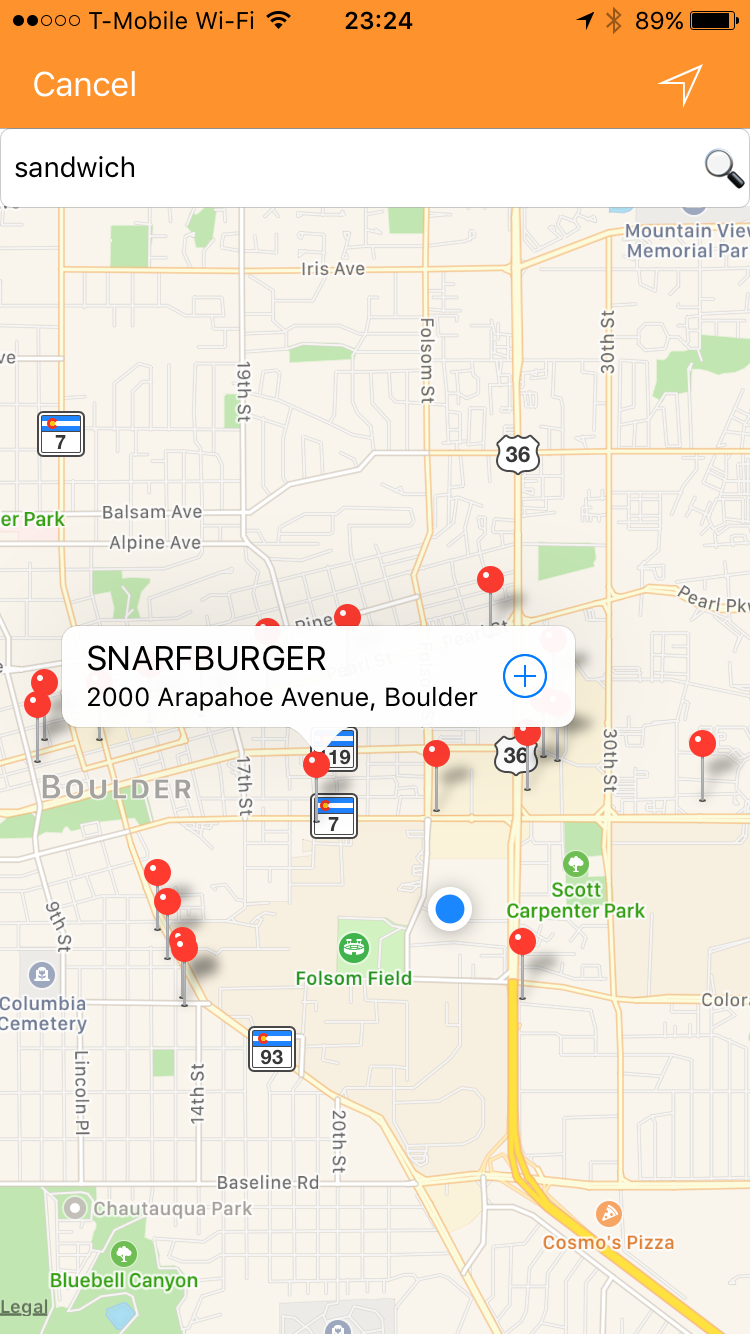 T-Mobile Wi-Fi 23:24 89%
Cancel
sandwich
Mountain View
Memorial Par
Iris Ave
Folsom St
30th St
ve
19th St
7
36
Balsam Ave
er Park
Alpine Ave
Pearl Pkw
Pine
Pearl St
SNARFBURGER
2000 Arapahoe Avenue, Boulder
119
36
30th St
17th St
BOULDER
7
Scott
Carpenter Park
9th St
Folsom Field
Columbia
Cemetery
Colora
93
Lincoln Pl
14th St
20th St
Baseline Rd
Chautauqua Park
Cosmo's Pizza
Bluebell Canyon
Legal